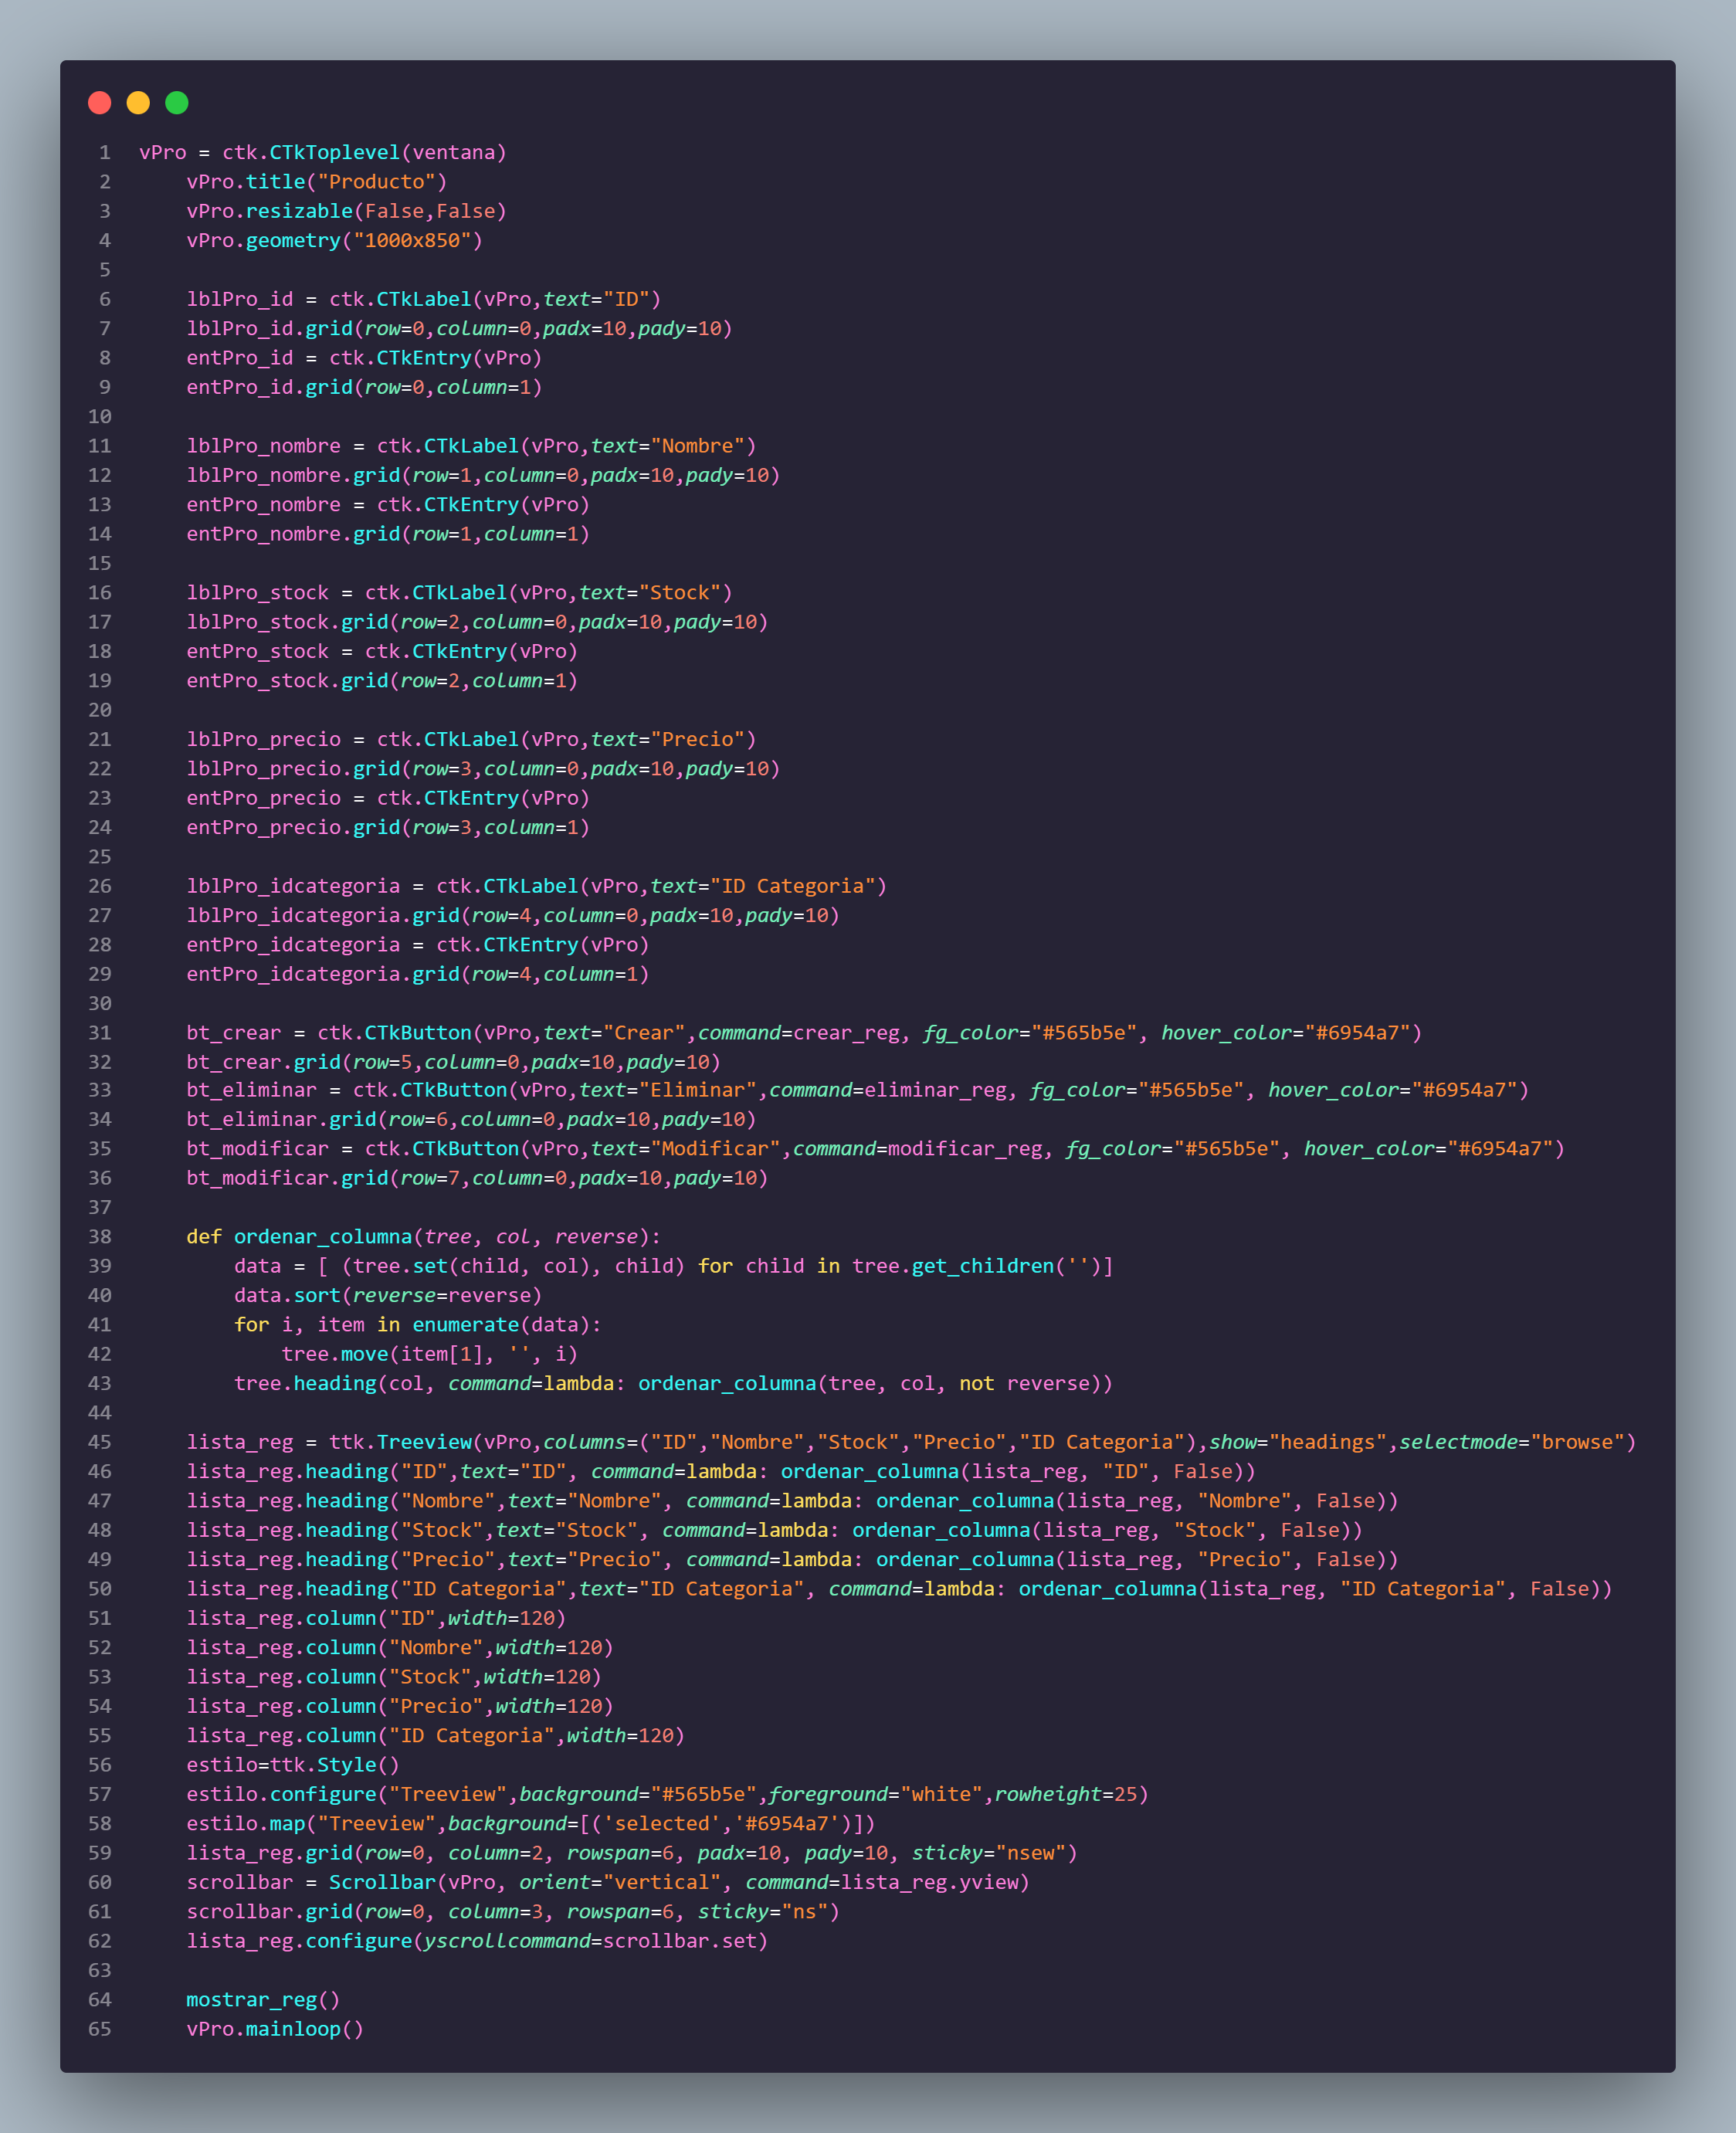 1 vPro = ctk.CTkToplevel(ventana)
2     vPro.title("Producto")
3     vPro.resizable(False,False)
4     vPro.geometry("1000x850")
5
6     lblPro_id = ctk.CTkLabel(vPro,text="ID")
7     lblPro_id.grid(row=0,column=0,padx=10,pady=10)
8     entPro_id = ctk.CTkEntry(vPro)
9     entPro_id.grid(row=0,column=1)
10
11     lblPro_nombre = ctk.CTkLabel(vPro,text="Nombre")
12     lblPro_nombre.grid(row=1,column=0,padx=10,pady=10)
13     entPro_nombre = ctk.CTkEntry(vPro)
14     entPro_nombre.grid(row=1,column=1)
15
16     lblPro_stock = ctk.CTkLabel(vPro,text="Stock")
17     lblPro_stock.grid(row=2,column=0,padx=10,pady=10)
18     entPro_stock = ctk.CTkEntry(vPro)
19     entPro_stock.grid(row=2,column=1)
20
21     lblPro_precio = ctk.CTkLabel(vPro,text="Precio")
22     lblPro_precio.grid(row=3,column=0,padx=10,pady=10)
23     entPro_precio = ctk.CTkEntry(vPro)
24     entPro_precio.grid(row=3,column=1)
25
26     lblPro_idcategoria = ctk.CTkLabel(vPro,text="ID Categoria")
27     lblPro_idcategoria.grid(row=4,column=0,padx=10,pady=10)
28     entPro_idcategoria = ctk.CTkEntry(vPro)
29     entPro_idcategoria.grid(row=4,column=1)
30
31     bt_crear = ctk.CTkButton(vPro,text="Crear",command=crear_reg, fg_color="#565b5e", hover_color="#6954a7")
32     bt_crear.grid(row=5,column=0,padx=10,pady=10)
33     bt_eliminar = ctk.CTkButton(vPro,text="Eliminar",command=eliminar_reg, fg_color="#565b5e", hover_color="#6954a7")
34     bt_eliminar.grid(row=6,column=0,padx=10,pady=10)
35     bt_modificar = ctk.CTkButton(vPro,text="Modificar",command=modificar_reg, fg_color="#565b5e", hover_color="#6954a7")
36     bt_modificar.grid(row=7,column=0,padx=10,pady=10)
37
38     def ordenar_columna(tree, col, reverse):
39         data = [ (tree.set(child, col), child) for child in tree.get_children('')]
40         data.sort(reverse=reverse)
41         for i, item in enumerate(data):
42             tree.move(item[1], '', i)
43         tree.heading(col, command=lambda: ordenar_columna(tree, col, not reverse))
44
45     lista_reg = ttk.Treeview(vPro,columns=("ID","Nombre","Stock","Precio","ID Categoria"),show="headings",selectmode="browse")
46     lista_reg.heading("ID",text="ID", command=lambda: ordenar_columna(lista_reg, "ID", False))
47     lista_reg.heading("Nombre",text="Nombre", command=lambda: ordenar_columna(lista_reg, "Nombre", False))
48     lista_reg.heading("Stock",text="Stock", command=lambda: ordenar_columna(lista_reg, "Stock", False))
49     lista_reg.heading("Precio",text="Precio", command=lambda: ordenar_columna(lista_reg, "Precio", False))
50     lista_reg.heading("ID Categoria",text="ID Categoria", command=lambda: ordenar_columna(lista_reg, "ID Categoria", False))
51     lista_reg.column("ID",width=120)
52     lista_reg.column("Nombre",width=120)
53     lista_reg.column("Stock",width=120)
54     lista_reg.column("Precio",width=120)
55     lista_reg.column("ID Categoria",width=120)
56     estilo=ttk.Style()
57     estilo.configure("Treeview",background="#565b5e",foreground="white",rowheight=25)
58     estilo.map("Treeview",background=[('selected','#6954a7')])
59     lista_reg.grid(row=0, column=2, rowspan=6, padx=10, pady=10, sticky="nsew")
60     scrollbar = Scrollbar(vPro, orient="vertical", command=lista_reg.yview)
61     scrollbar.grid(row=0, column=3, rowspan=6, sticky="ns")
62     lista_reg.configure(yscrollcommand=scrollbar.set)
63
64     mostrar_reg()
65     vPro.mainloop()